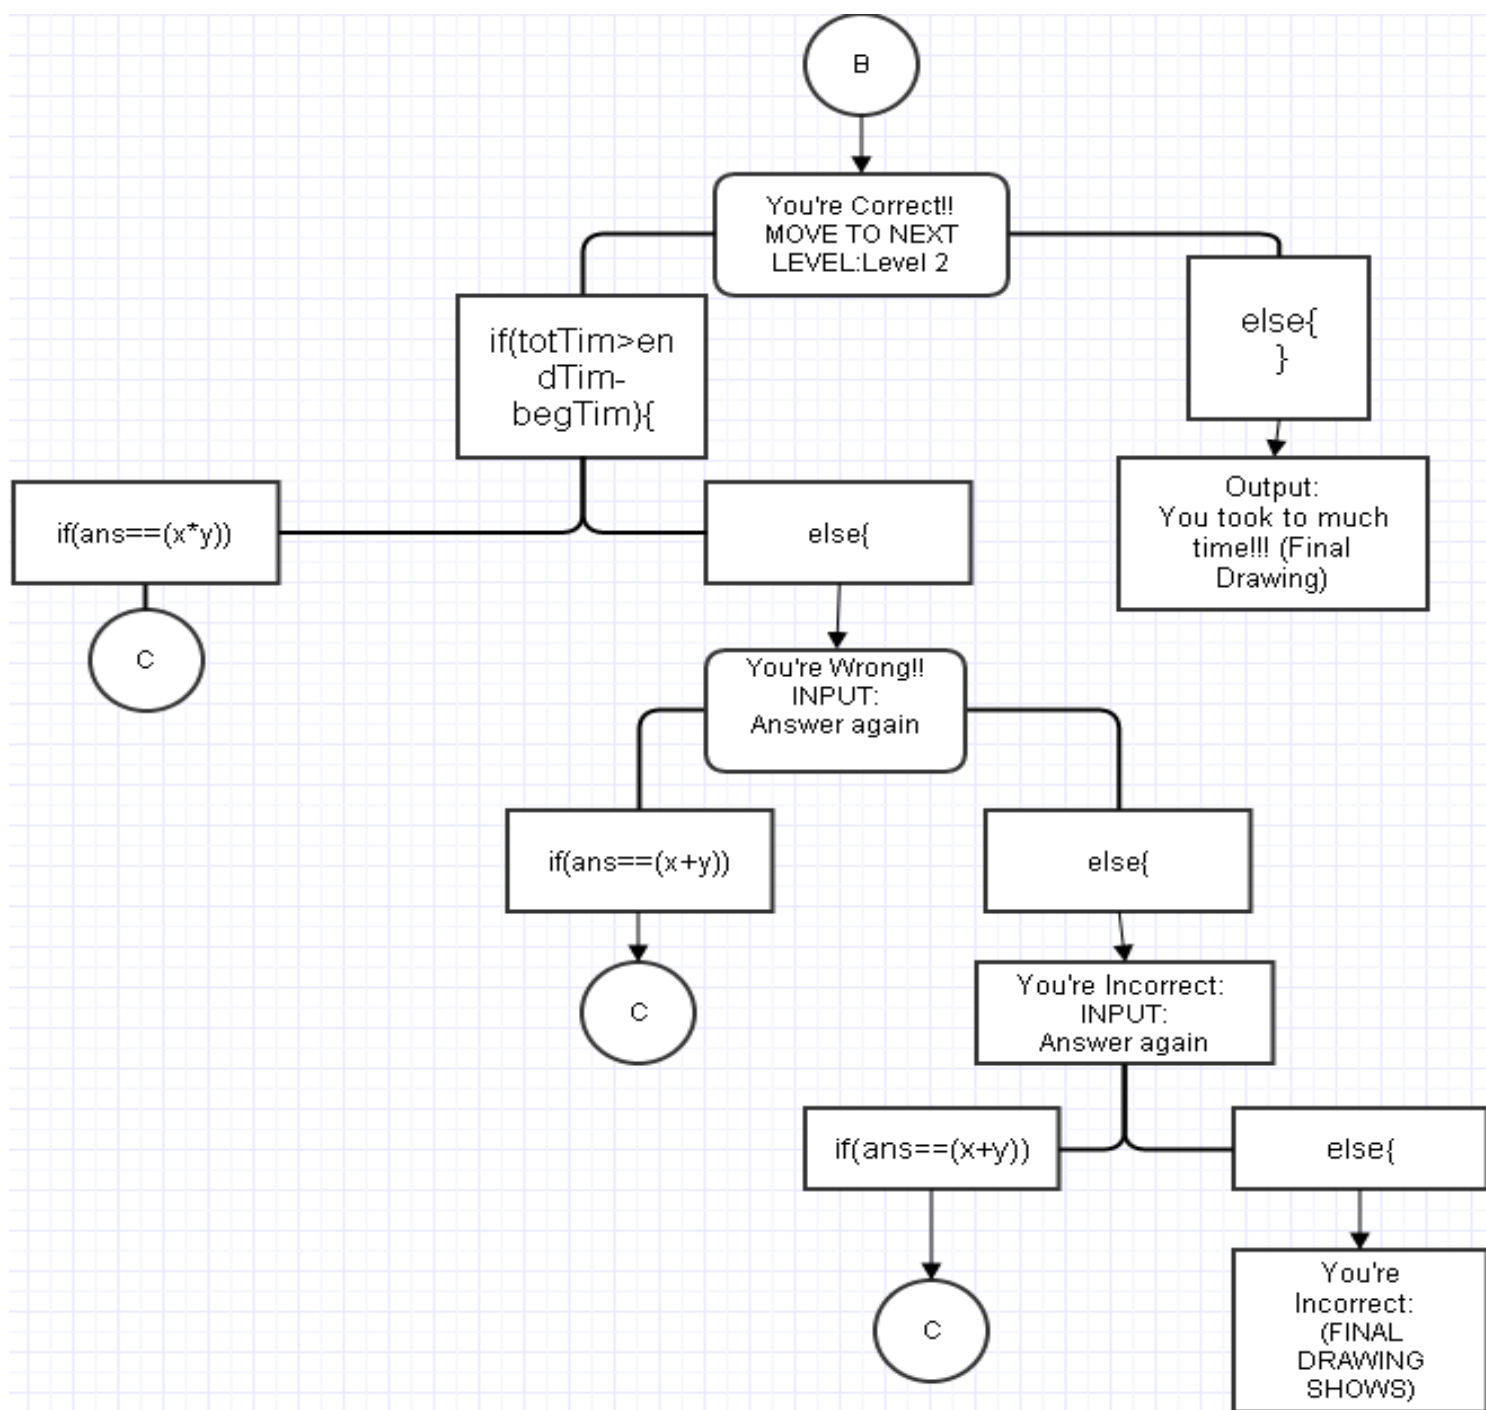 B
You're Correct!!
MOVE TO NEXT
LEVEL:Level 2
if(totTim>en
dTim-
begTim){
else{
}
Output:
You took to much
time!!! (Final
Drawing)
if(ans==(x*y))
else{
C
You're Wrong!!
INPUT:
Answer again
if(ans==(x+y))
else{
C
You're Incorrect:
INPUT:
Answer again
if(ans==(x+y))
else{
C
You're
Incorrect:
(FINAL
DRAWING
SHOWS)